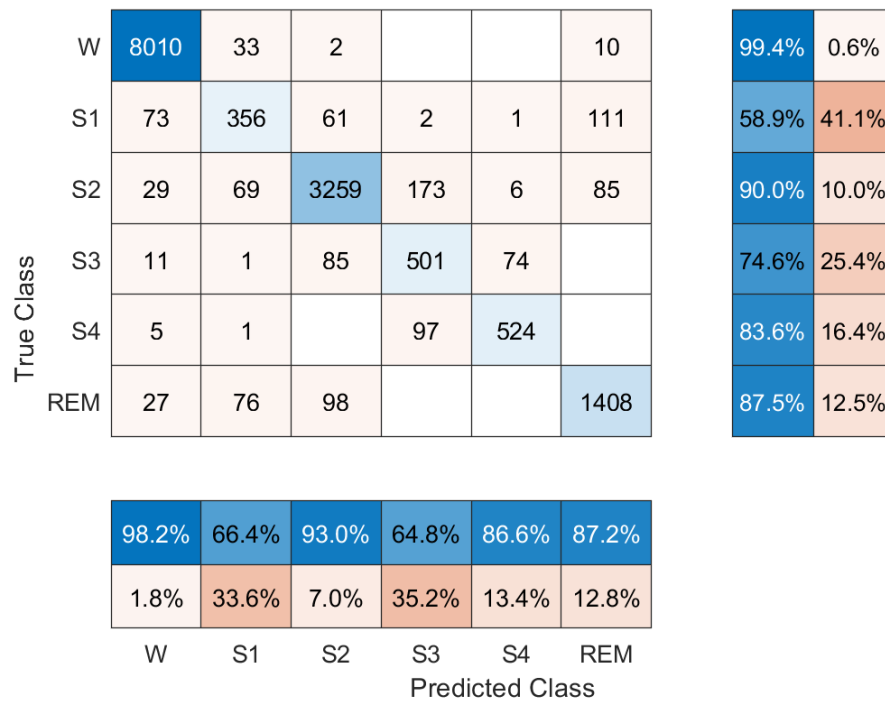 W 8010 33 2 10 99.4% 0.6%
S1 73 356 61 2 1 111 58.9% 41.1%
S2 29 69 3259 173 6 85 90.0% 10.0%
S3 11 1 85 501 74 74.6% 25.4%
S4 5 1 97 524 83.6% 16.4%
REM 27 76 98 1408 87.5% 12.5%
True Class
98.2% 66.4% 93.0% 64.8% 86.6% 87.2%
1.8% 33.6% 7.0% 35.2% 13.4% 12.8%
W S1 S2 S3 S4 REM
Predicted Class